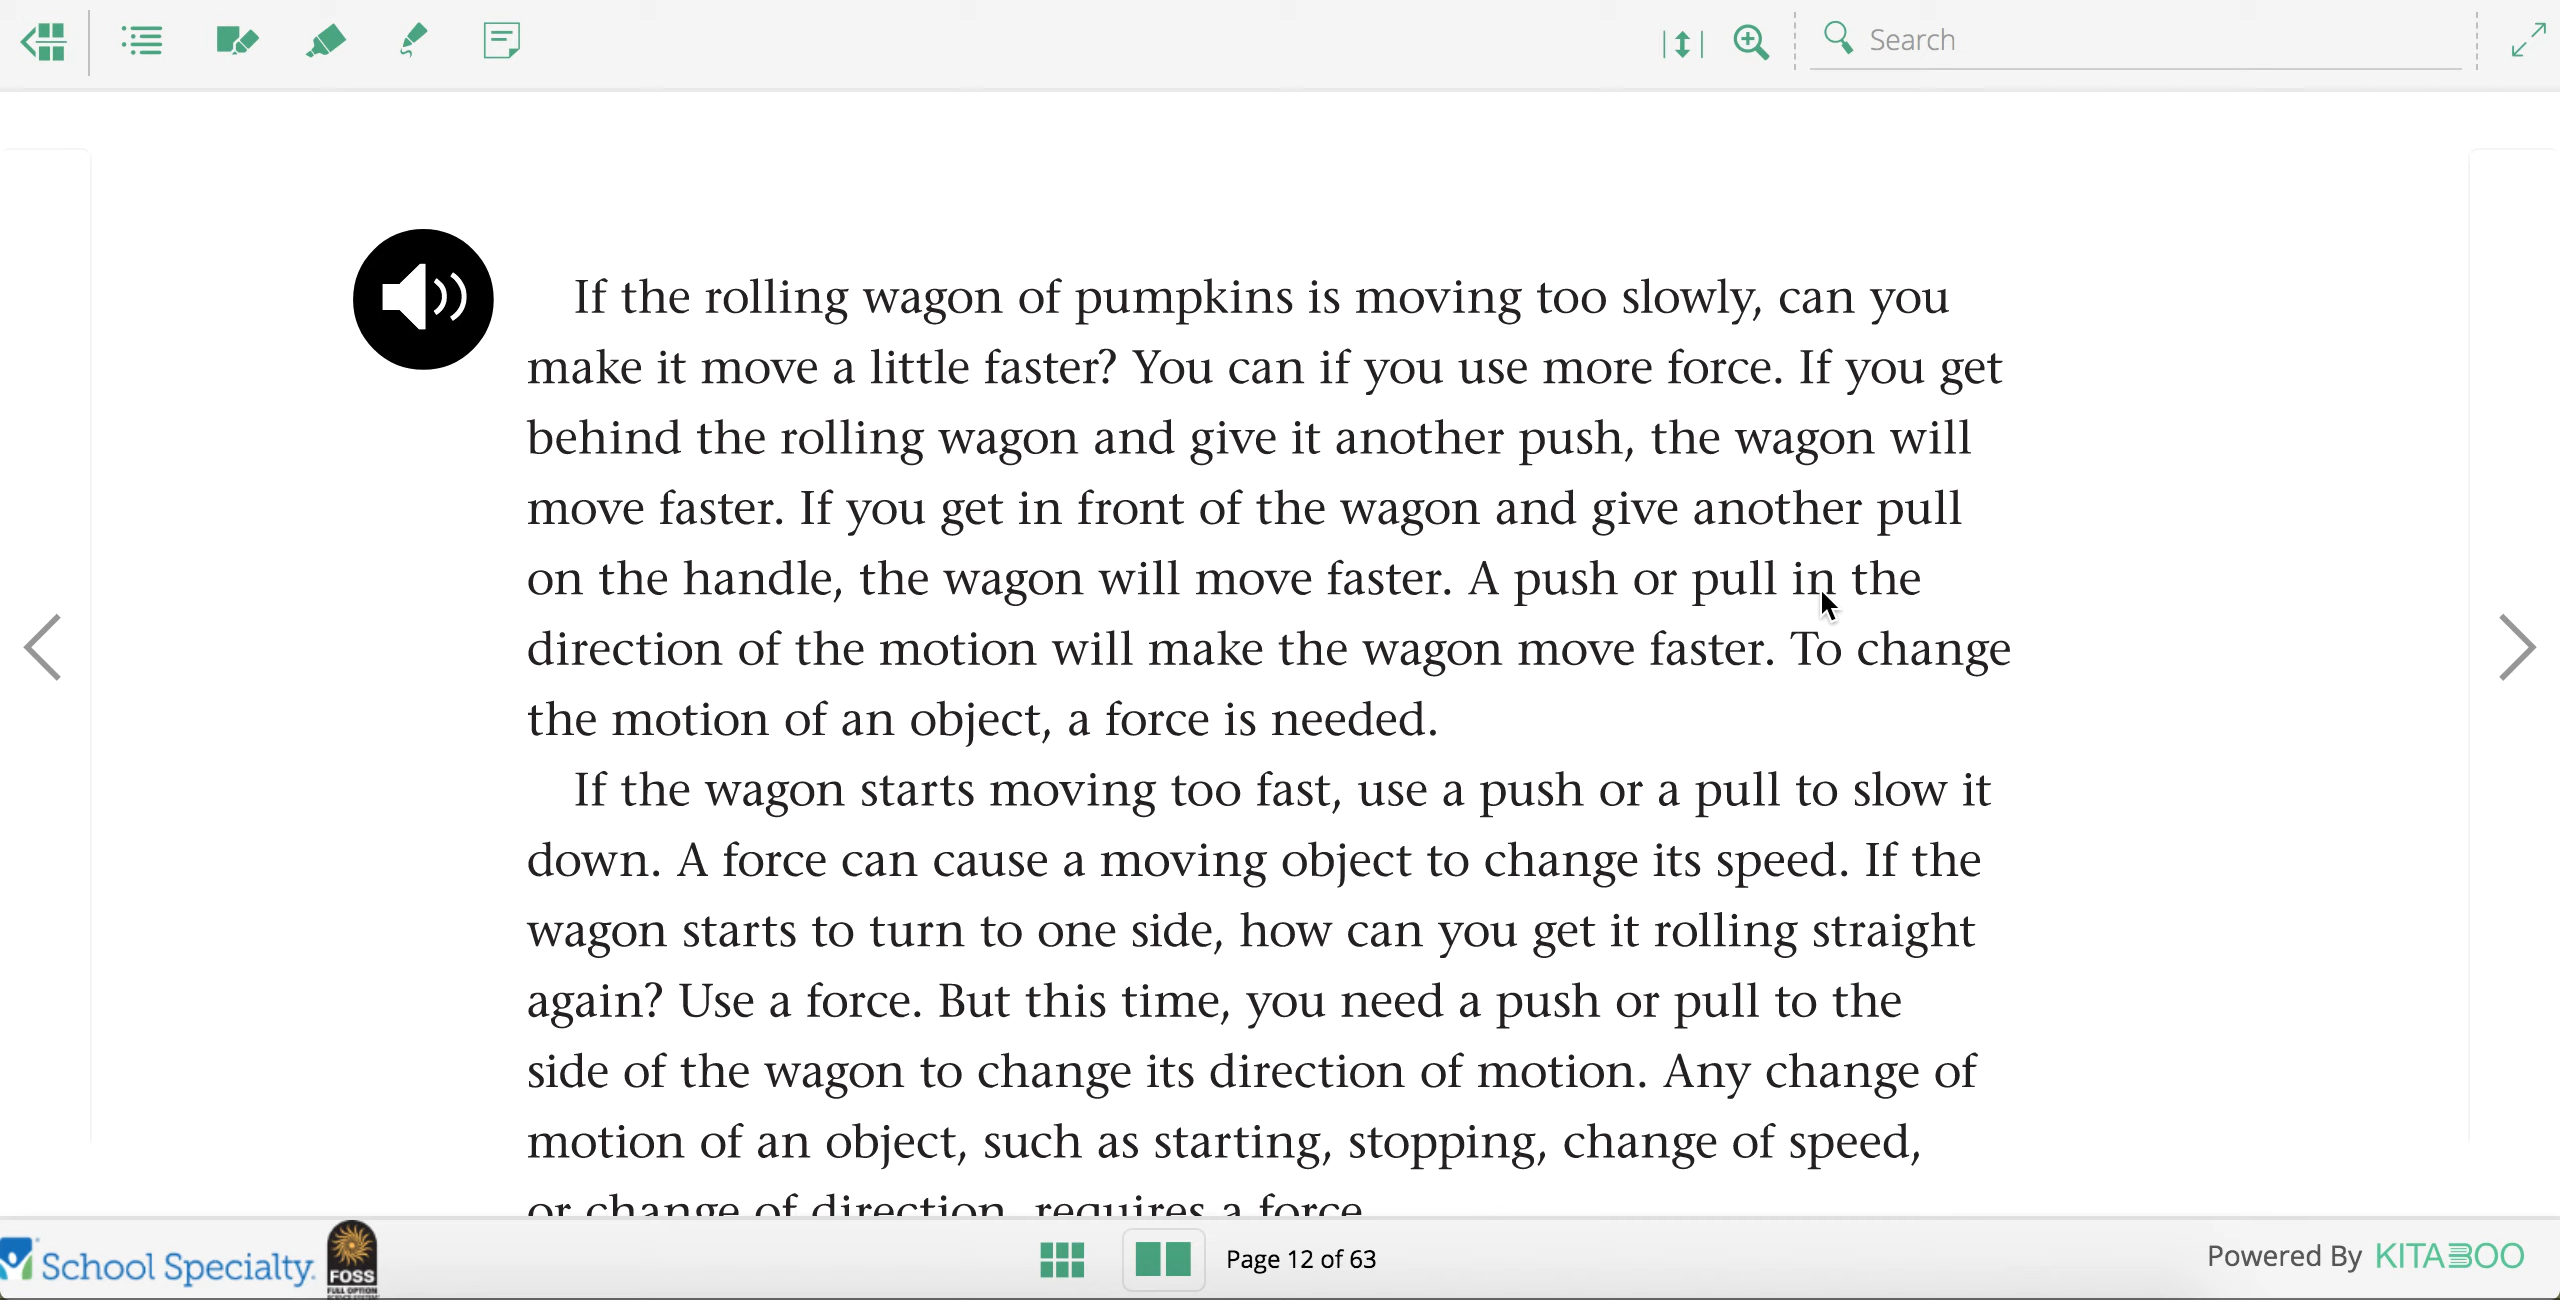 Search
If the rolling wagon of pumpkins is moving too slowly, can you
make it move a little faster? You can if you use more force. If you get
behind the rolling wagon and give it another push, the wagon will
move faster. If you get in front of the wagon and give another pull
on the handle, the wagon will move faster. A push or pull in the
direction of the motion will make the wagon move faster. To change
the motion of an object, a force is needed.
If the wagon starts moving too fast, use a push or a pull to slow it
down. A force can cause a moving object to change its speed. If the
wagon starts to turn to one side, how can you get it rolling straight
again? Use a force. But this time, you need a push or pull to the
side of the wagon to change its direction of motion. Any change of
motion of an object, such as starting, stopping, change of speed,
or change of direction, requires a force.
School Specialty.
FOSS
FULL OPTION
Page 12 of 63
Powered By KITABOO